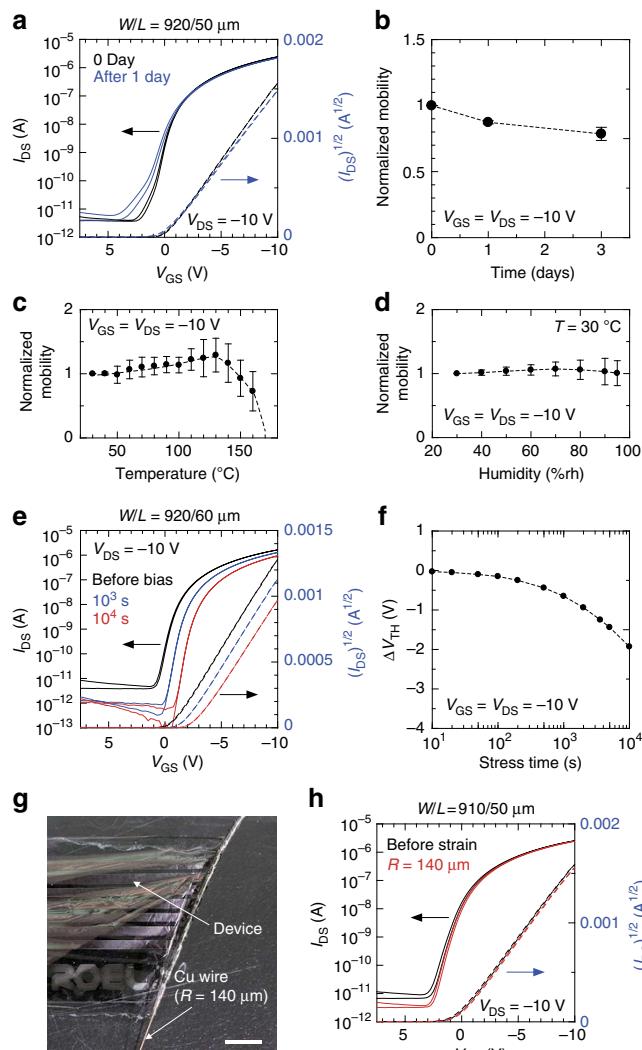 a
W/L = 920/50 μm
10⁻⁵
10⁻⁶
10⁻⁷
10⁻⁸
10⁻⁹
10⁻¹⁰
10⁻¹¹
10⁻¹²
I_DS (A)
0 Day
After 1 day
V_DS = −10 V
0.002
0.001
0
(I_DS)^1/2 (A^1/2)
5 0 −5 −10
V_GS (V)
b
1.5
1
0.5
0
Normalized mobility
V_GS = V_DS = −10 V
0 1 2 3
Time (days)
c
2
1
0
Normalized
mobility
V_GS = V_DS = −10 V
50 100 150
Temperature (°C)
d
2
1
0
Normalized
mobility
T = 30 °C
V_GS = V_DS = −10 V
20 40 60 80 100
Humidity (%rh)
e
W/L = 920/60 μm
10⁻⁵
10⁻⁶
10⁻⁷
10⁻⁸
10⁻⁹
10⁻¹⁰
10⁻¹¹
10⁻¹²
10⁻¹³
I_DS (A)
V_DS = −10 V
Before bias
10³ s
10⁴ s
0.0015
0.001
0.0005
0
(I_DS)^1/2 (A^1/2)
5 0 −5 −10
V_GS (V)
f
1
0
−1
−2
−3
−4
ΔV_TH (V)
V_GS = V_DS = −10 V
10¹ 10² 10³ 10⁴
Stress time (s)
g
Device
Cu wire
(R = 140 μm)
h
W/L=910/50 μm
10⁻⁵
10⁻⁶
10⁻⁷
10⁻⁸
10⁻⁹
10⁻¹⁰
10⁻¹¹
10⁻¹²
I_DS (A)
Before strain
R = 140 μm
V_DS = −10 V
0.002
0.001
0
5 0 −5 −10